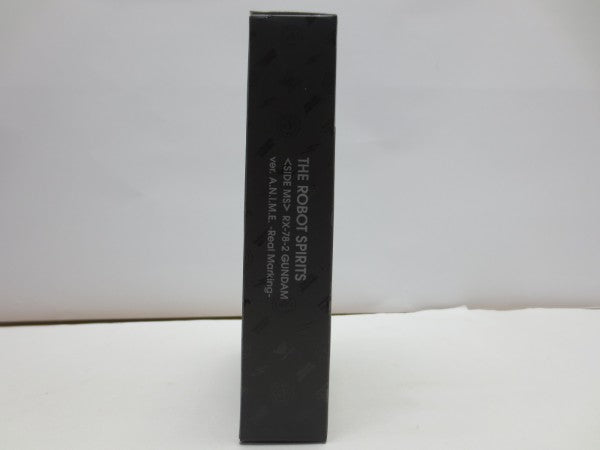 THE ROBOT SPIRITS
<SIDE MS> RX-78-2 GUNDAM
ver. A.N.I.M.E. -Real Marking-